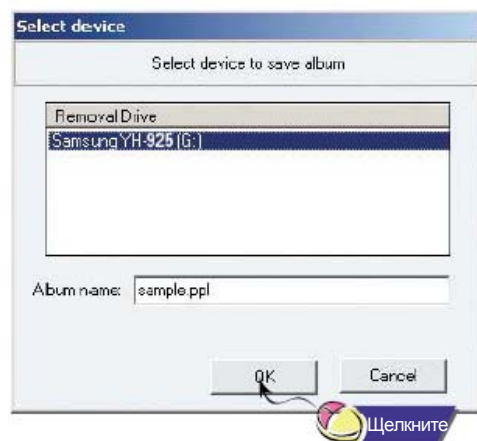 Select device
Select device to save album
Removal Drive
Samsung YH-925 (G:)
Album name: sample.ppl
OK Cancel
Щелкните